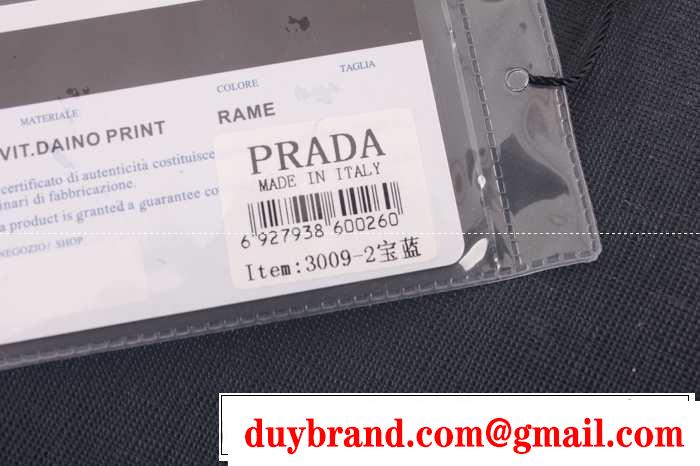 TAGLIA
COLORE
RAME
MATERIALE
VIT.DAINO PRINT
certificato di autenticità costituisce
inari di fabbricazione.
a product is granted a guarantee co
NEGOZIO / SHOP
PRADA
MADE IN ITALY
6 927938 600260
Item:3009-2宝蓝
duybrand.com@gmail.com